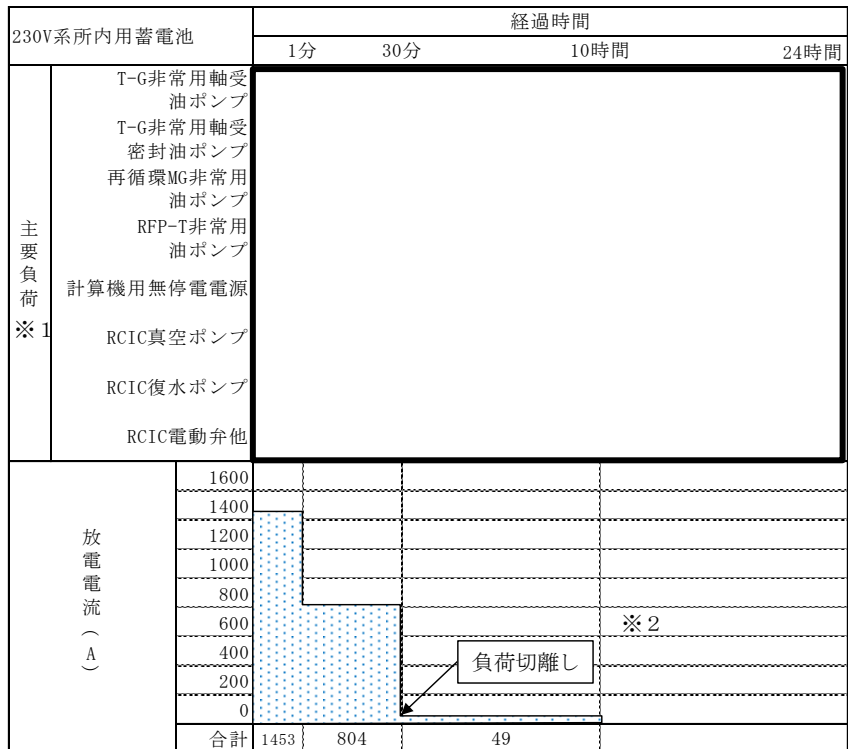 230V系所内用蓄電池
経過時間
1分 30分 10時間 24時間
主要負荷
※1
T-G非常用軸受
油ポンプ
T-G非常用軸受
密封油ポンプ
再循環MG非常用
油ポンプ
RFP-T非常用
油ポンプ
計算機用無停電電源
RCIC真空ポンプ
RCIC復水ポンプ
RCIC電動弁他
放電電流(A)
1600
1400
1200
1000
800
600
400
200
0
※2
負荷切離し
合計 1453 804 49